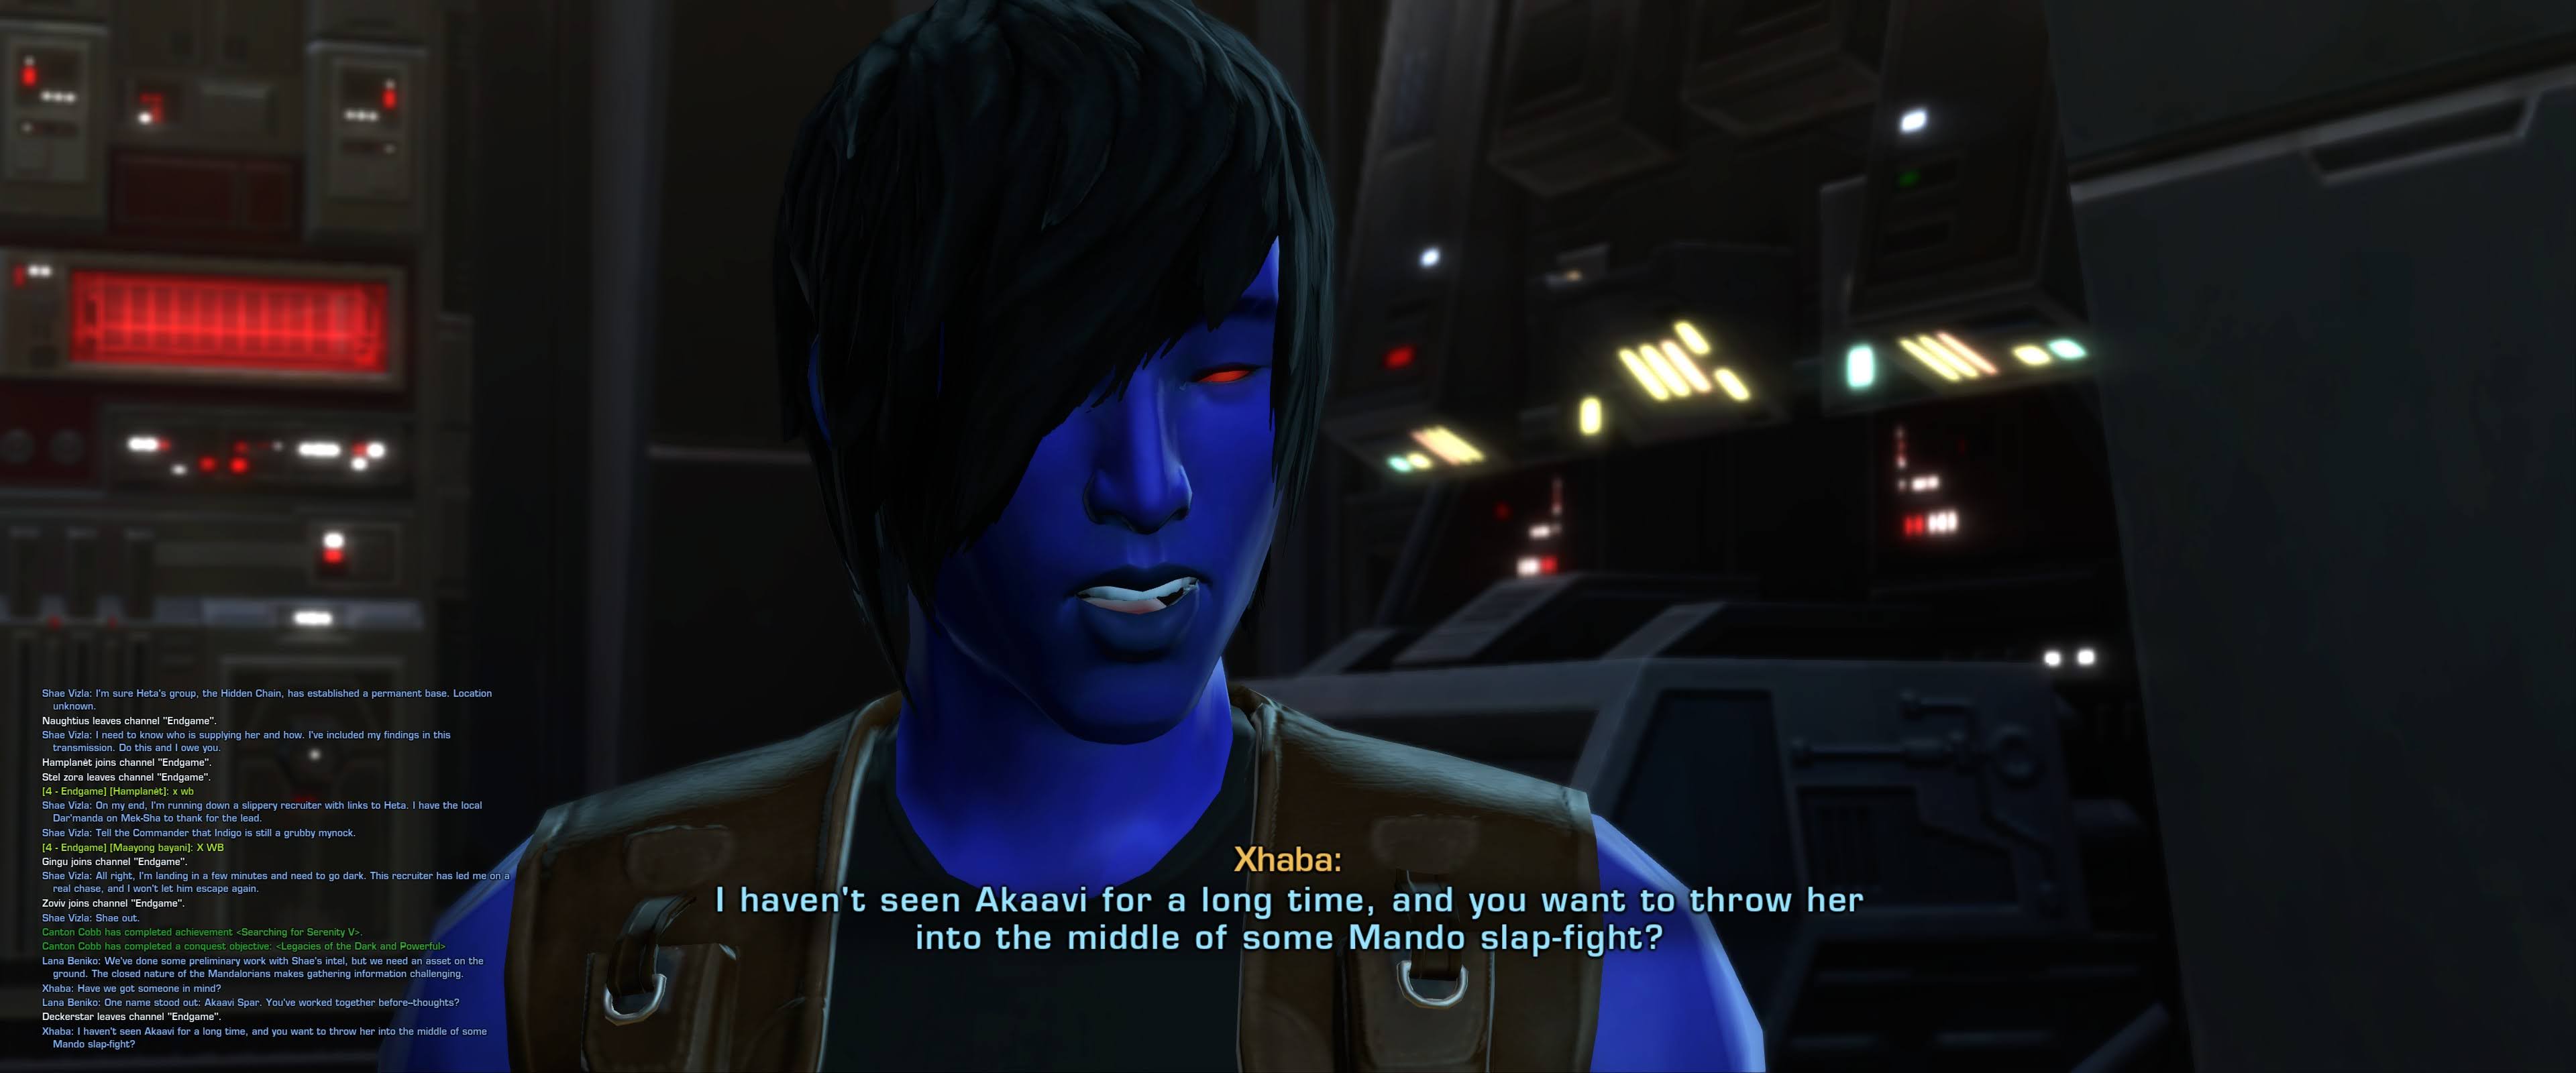 Shae Vizla: I'm sure Heta's group, the Hidden Chain, has established a permanent base. Location
unknown.
Naughtius leaves channel "Endgame".
Shae Vizla: I need to know who is supplying her and how. I've included my findings in this
transmission. Do this and I owe you.
Hamplanèt joins channel "Endgame".
Stel zora leaves channel "Endgame".
[4 - Endgame] [Hamplanèt]: x wb
Shae Vizla: On my end, I'm running down a slippery recruiter with links to Heta. I have the local
Dar'manda on Mek-Sha to thank for the lead.
Shae Vizla: Tell the Commander that Indigo is still a grubby mynock.
[4 - Endgame] [Maayong bayani]: X WB
Gingu joins channel "Endgame".
Shae Vizla: All right, I'm landing in a few minutes and need to go dark. This recruiter has led me on a
real chase, and I won't let him escape again.
Zoviv joins channel "Endgame".
Shae Vizla: Shae out.
Canton Cobb has completed achievement <Searching for Serenity V>.
Canton Cobb has completed a conquest objective: <Legacies of the Dark and Powerful>
Lana Beniko: We've done some preliminary work with Shae's intel, but we need an asset on the
ground. The closed nature of the Mandalorians makes gathering information challenging.
Xhaba: Have we got someone in mind?
Lana Beniko: One name stood out: Akaavi Spar. You've worked together before—thoughts?
Deckerstar leaves channel "Endgame".
Xhaba: I haven't seen Akaavi for a long time, and you want to throw her into the middle of some
Mando slap-fight?
Xhaba:
I haven't seen Akaavi for a long time, and you want to throw her
into the middle of some Mando slap-fight?